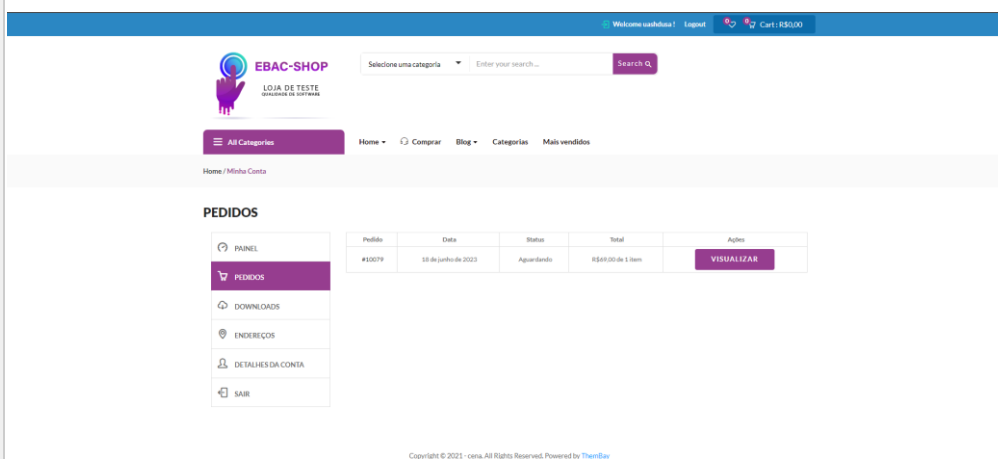 Welcome uashdusa ! Logout 0 0 Cart : R$0,00
EBAC-SHOP
LOJA DE TESTE
QUALIDADE DE SOFTWARE
Selecione uma categoria Enter your search ... Search
All Categories Home Comprar Blog Categorias Mais vendidos
Home / Minha Conta
PEDIDOS
PAINEL
PEDIDOS
DOWNLOADS
ENDEREÇOS
DETALHES DA CONTA
SAIR
Pedido Data Status Total Ações
#10079 18 de junho de 2023 Aguardando R$69,00 de 1 item VISUALIZAR
Copyright © 2021 - cena. All Rights Reserved. Powered by ThemBay